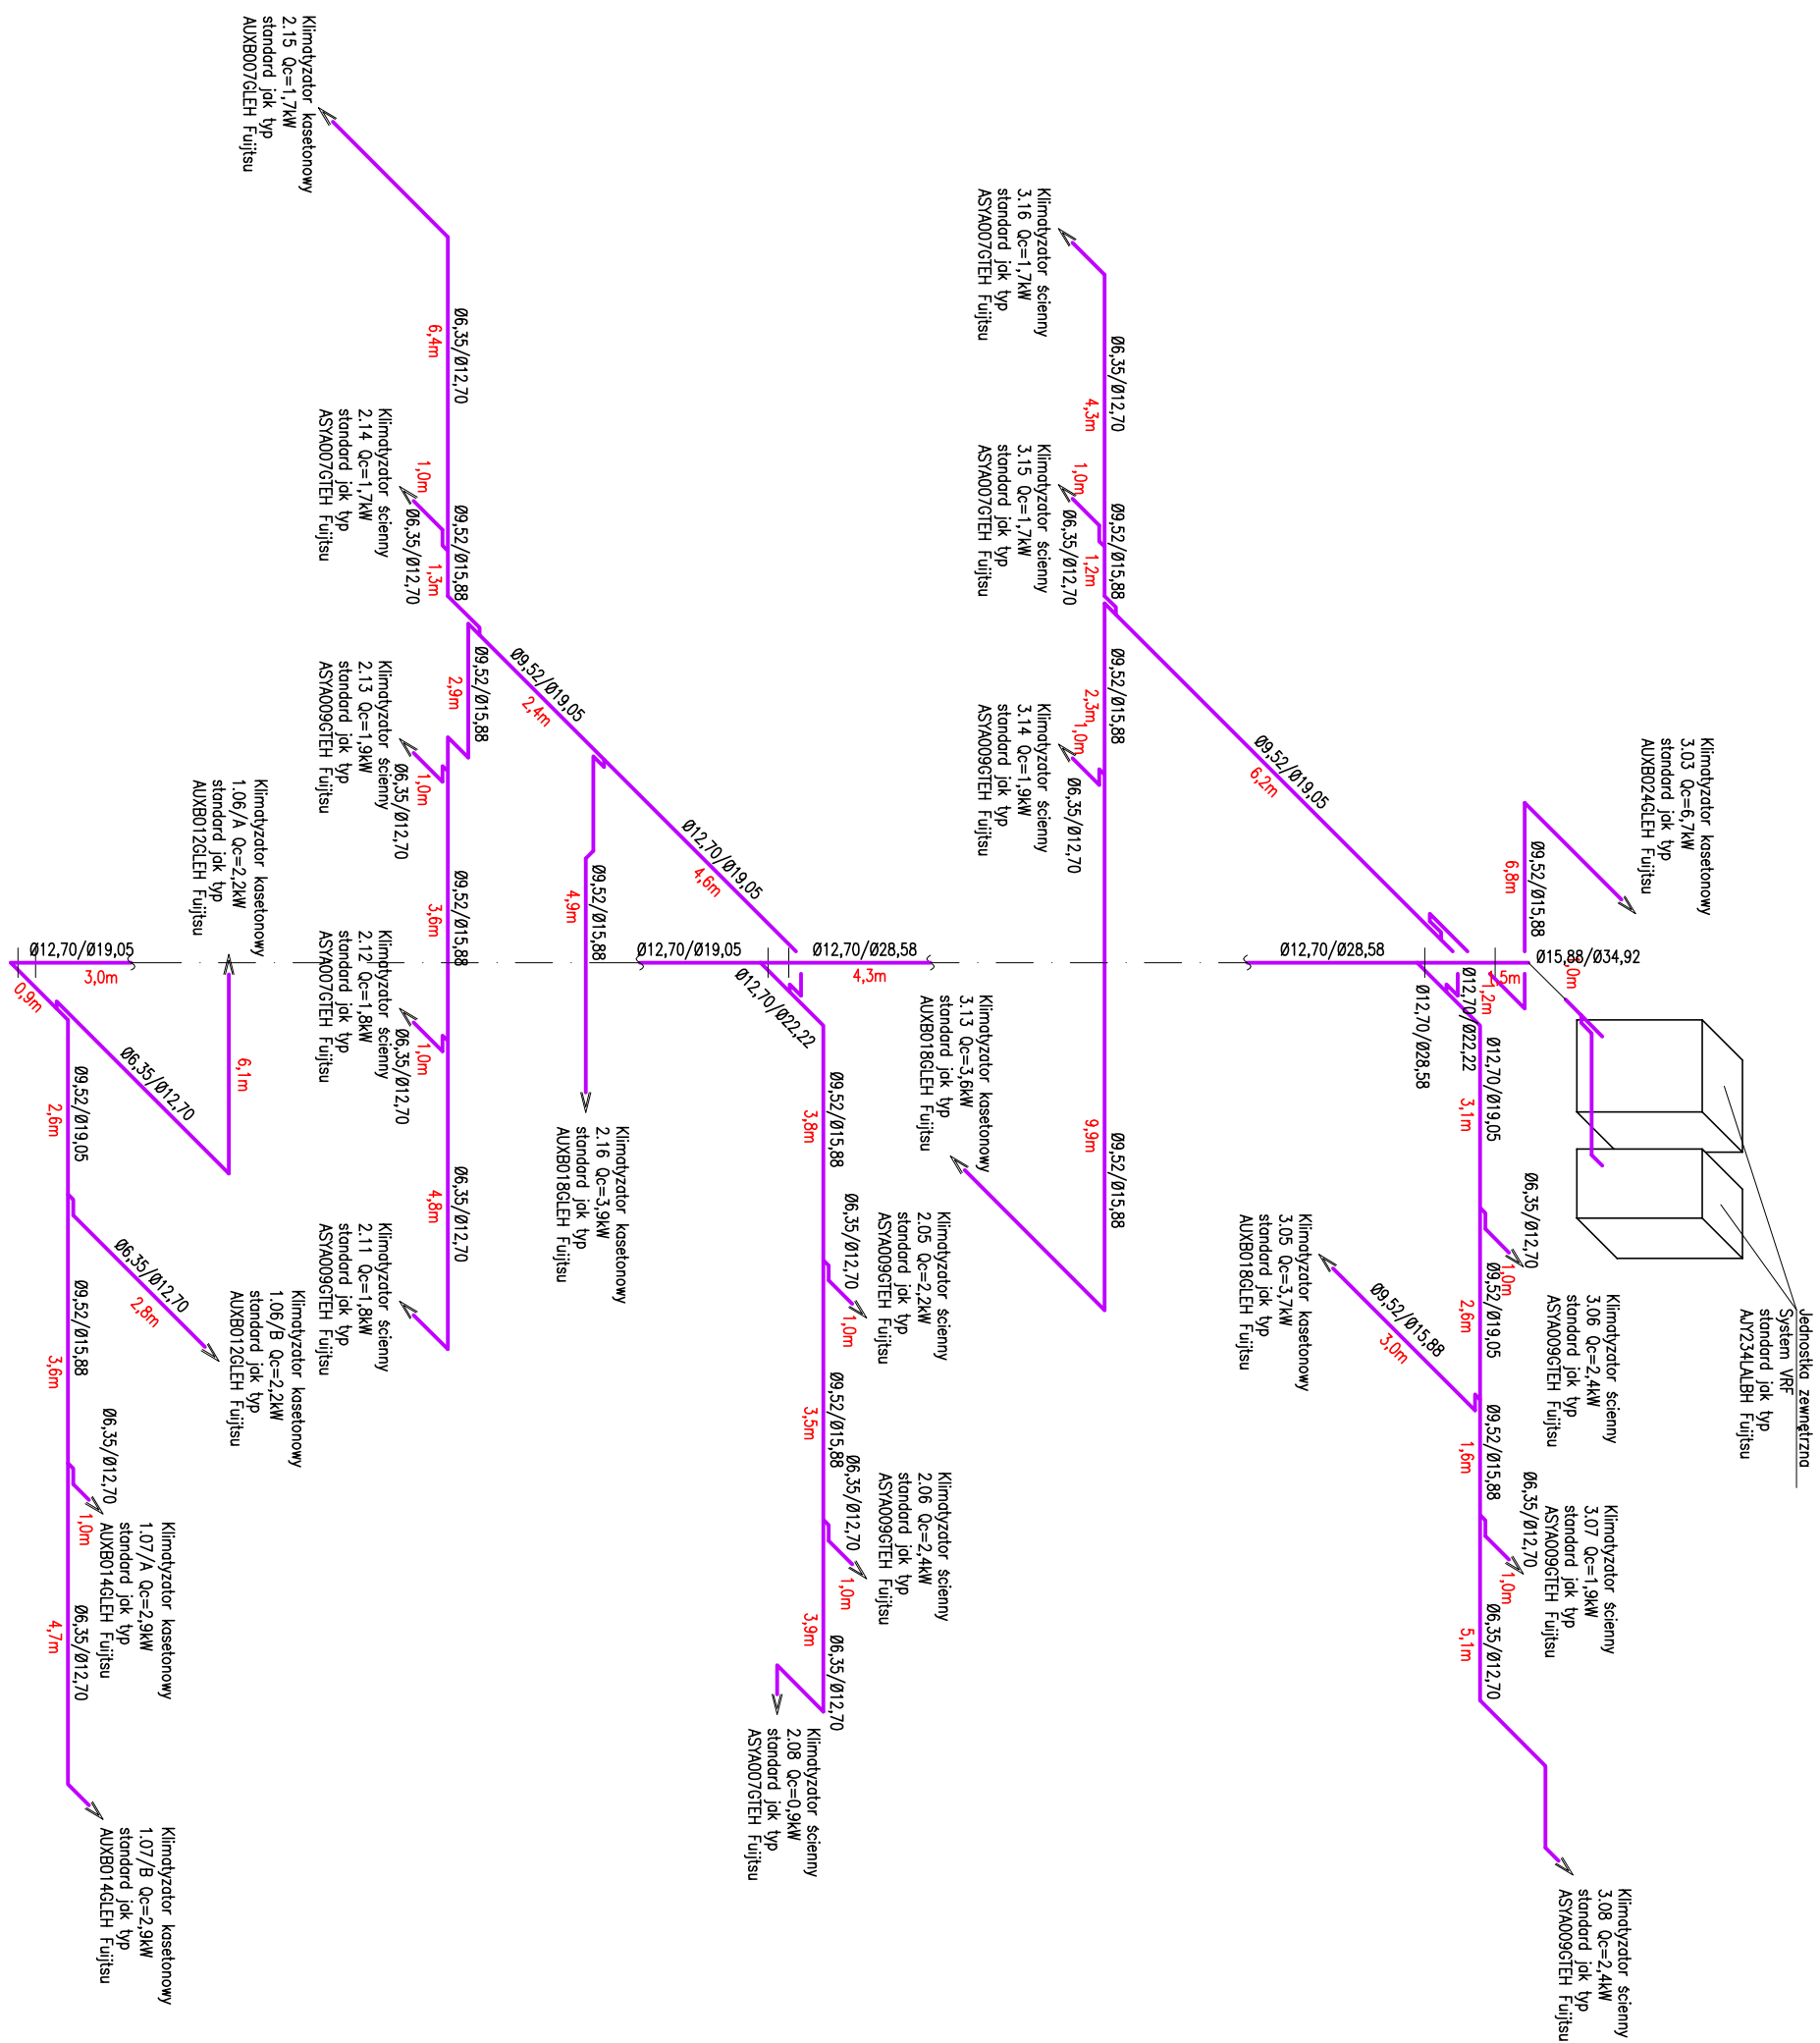 Jednostka zewnętrzna
System VRF
standard jak typ
AJY234LALBH Fuijtsu
Klimatyzator kasetonowy
3.03 Qc=6,7kW
standard jak typ
AUXB024GLEH Fuijtsu
Ø9,52/Ø15,88
6,8m
Ø15,88/Ø34,92
1,5m
1,2m
Ø12,70/Ø22,22
Ø12,70/Ø28,58
Ø12,70/Ø28,58
Ø12,70/Ø19,05
3,1m
Ø6,35/Ø12,70
1,0m
Klimatyzator ścienny
3.06 Qc=2,4kW
standard jak typ
ASYA009GTEH Fuijtsu
Ø9,52/Ø19,05
2,6m
Klimatyzator kasetonowy
3.05 Qc=3,7kW
standard jak typ
AUXB018GLEH Fuijtsu
Ø9,52/Ø15,88
3,0m
Ø9,52/Ø15,88
1,6m
Ø6,35/Ø12,70
1,0m
Klimatyzator ścienny
3.07 Qc=1,9kW
standard jak typ
ASYA009GTEH Fuijtsu
Ø6,35/Ø12,70
5,1m
Klimatyzator ścienny
3.08 Qc=2,4kW
standard jak typ
ASYA009GTEH Fuijtsu
Ø9,52/Ø19,05
6,2m
Klimatyzator ścienny
3.16 Qc=1,7kW
standard jak typ
ASYA007GTEH Fuijtsu
Ø6,35/Ø12,70
4,3m
Klimatyzator ścienny
3.15 Qc=1,7kW
standard jak typ
ASYA007GTEH Fuijtsu
1,0m
Ø6,35/Ø12,70
Ø9,52/Ø15,88
1,2m
Ø9,52/Ø15,88
2,3m
Klimatyzator ścienny
3.14 Qc=1,9kW
standard jak typ
ASYA009GTEH Fuijtsu
1,0m
Ø6,35/Ø12,70
Klimatyzator kasetonowy
3.13 Qc=3,6kW
standard jak typ
AUXB018GLEH Fuijtsu
Ø9,52/Ø15,88
9,9m
Ø12,70/Ø28,58
4,3m
Ø12,70/Ø19,05
Ø12,70/Ø22,22
Ø9,52/Ø15,88
3,8m
Ø6,35/Ø12,70
1,0m
Klimatyzator ścienny
2.05 Qc=2,2kW
standard jak typ
ASYA009GTEH Fuijtsu
Ø9,52/Ø15,88
3,5m
Ø6,35/Ø12,70
1,0m
Klimatyzator ścienny
2.06 Qc=2,4kW
standard jak typ
ASYA009GTEH Fuijtsu
Ø6,35/Ø12,70
3,9m
Klimatyzator ścienny
2.08 Qc=0,9kW
standard jak typ
ASYA007GTEH Fuijtsu
Ø12,70/Ø19,05
4,6m
Ø9,52/Ø15,88
4,9m
Klimatyzator kasetonowy
2.16 Qc=3,9kW
standard jak typ
AUXB018GLEH Fuijtsu
Ø9,52/Ø19,05
2,4m
Klimatyzator kasetonowy
2.15 Qc=1,7kW
standard jak typ
AUXB007GLEH Fuijtsu
Ø6,35/Ø12,70
6,4m
Klimatyzator ścienny
2.14 Qc=1,7kW
standard jak typ
ASYA007GTEH Fuijtsu
1,0m
Ø6,35/Ø12,70
Ø9,52/Ø15,88
1,3m
Ø9,52/Ø15,88
2,9m
Klimatyzator ścienny
2.13 Qc=1,9kW
standard jak typ
ASYA009GTEH Fuijtsu
1,0m
Ø6,35/Ø12,70
Ø9,52/Ø15,88
3,6m
Klimatyzator ścienny
2.12 Qc=1,8kW
standard jak typ
ASYA007GTEH Fuijtsu
1,0m
Ø6,35/Ø12,70
Ø6,35/Ø12,70
4,8m
Klimatyzator ścienny
2.11 Qc=1,8kW
standard jak typ
ASYA009GTEH Fuijtsu
Klimatyzator kasetonowy
1.06/A Qc=2,2kW
standard jak typ
AUXB012GLEH Fuijtsu
6,1m
Ø6,35/Ø12,70
Ø12,70/Ø19,05
3,0m
0,9m
Ø9,52/Ø19,05
2,6m
Ø6,35/Ø12,70
2,8m
Klimatyzator kasetonowy
1.06/B Qc=2,2kW
standard jak typ
AUXB012GLEH Fuijtsu
Ø9,52/Ø15,88
3,6m
Ø6,35/Ø12,70
1,0m
Klimatyzator kasetonowy
1.07/A Qc=2,9kW
standard jak typ
AUXB014GLEH Fuijtsu
Ø6,35/Ø12,70
4,7m
Klimatyzator kasetonowy
1.07/B Qc=2,9kW
standard jak typ
AUXB014GLEH Fuijtsu